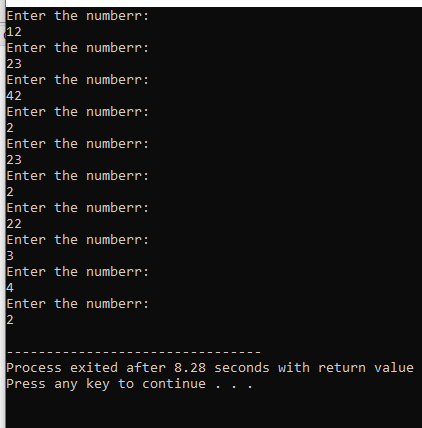 Enter the numberr:
12
Enter the numberr:
23
Enter the numberr:
42
Enter the numberr:
2
Enter the numberr:
23
Enter the numberr:
2
Enter the numberr:
22
Enter the numberr:
3
Enter the numberr:
4
Enter the numberr:
2
--------------------------------
Process exited after 8.28 seconds with return value
Press any key to continue . . .